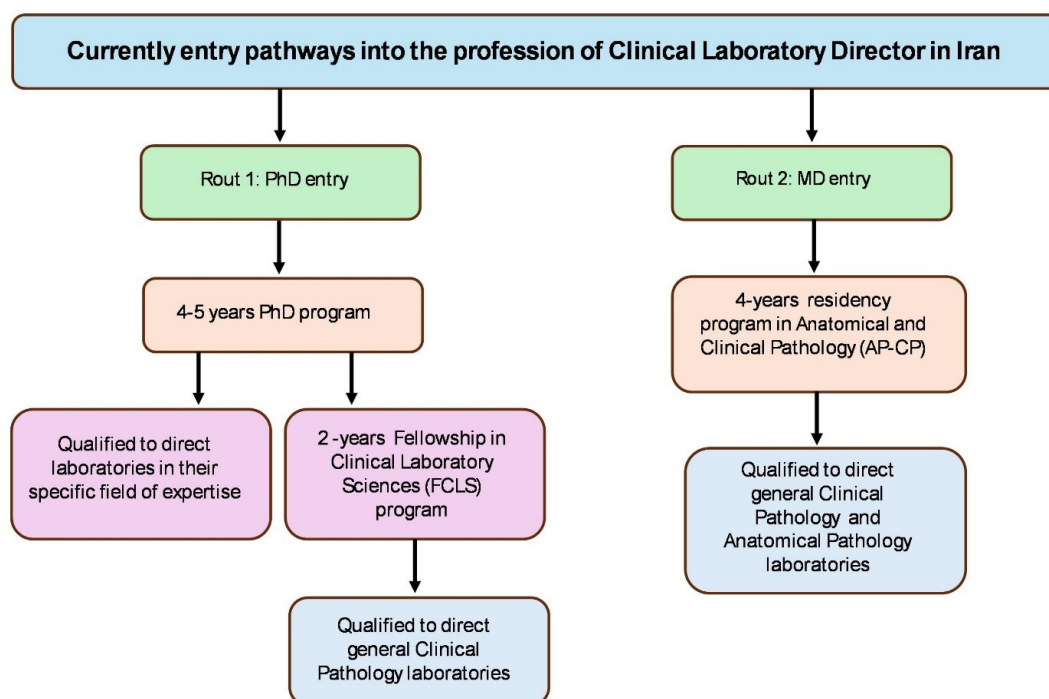 Currently entry pathways into the profession of Clinical Laboratory Director in Iran
Rout 1: PhD entry
Rout 2: MD entry
4-5 years PhD program
4-years residency
program in Anatomical and
Clinical Pathology (AP-CP)
Qualified to direct
laboratories in their
specific field of expertise
2 -years Fellowship in
Clinical Laboratory
Sciences (FCLS)
program
Qualified to direct
general Clinical
Pathology and
Anatomical Pathology
laboratories
Qualified to direct
general Clinical
Pathology laboratories